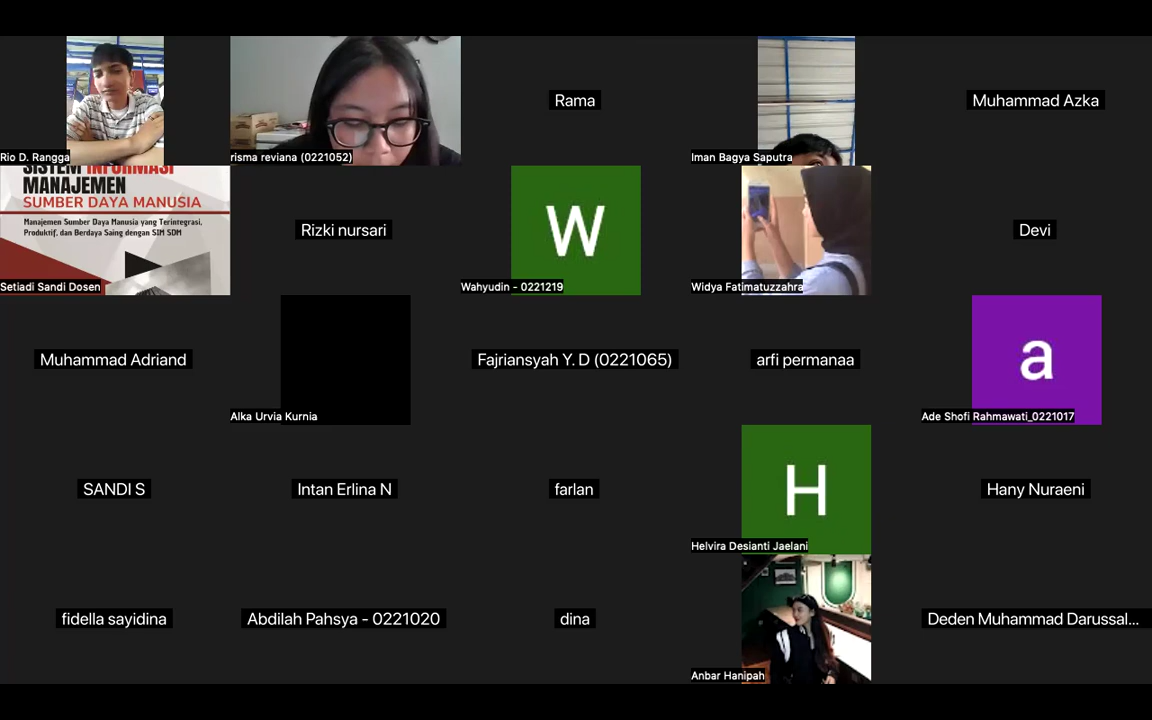 Rio D. Rangga
risma reviana (0221052)
Rama
Iman Bagya Saputra
Muhammad Azka
SISTEM INFORMASI
MANAJEMEN
SUMBER DAYA MANUSIA
Manajemen Sumber Daya Manusia yang Terintegrasi,
Produktif, dan Berdaya Saing dengan SIM SDM
Setiadi Sandi Dosen
Rizki nursari
W
Wahyudin - 0221219
Widya Fatimatuzzahra
Devi
Muhammad Adriand
Alka Urvia Kurnia
Fajriansyah Y. D (0221065)
arfi permanaa
a
Ade Shofi Rahmawati_0221017
SANDI S
Intan Erlina N
farlan
H
Helvira Desianti Jaelani
Hany Nuraeni
fidella sayidina
Abdilah Pahsya - 0221020
dina
Anbar Hanipah
Deden Muhammad Darussal...